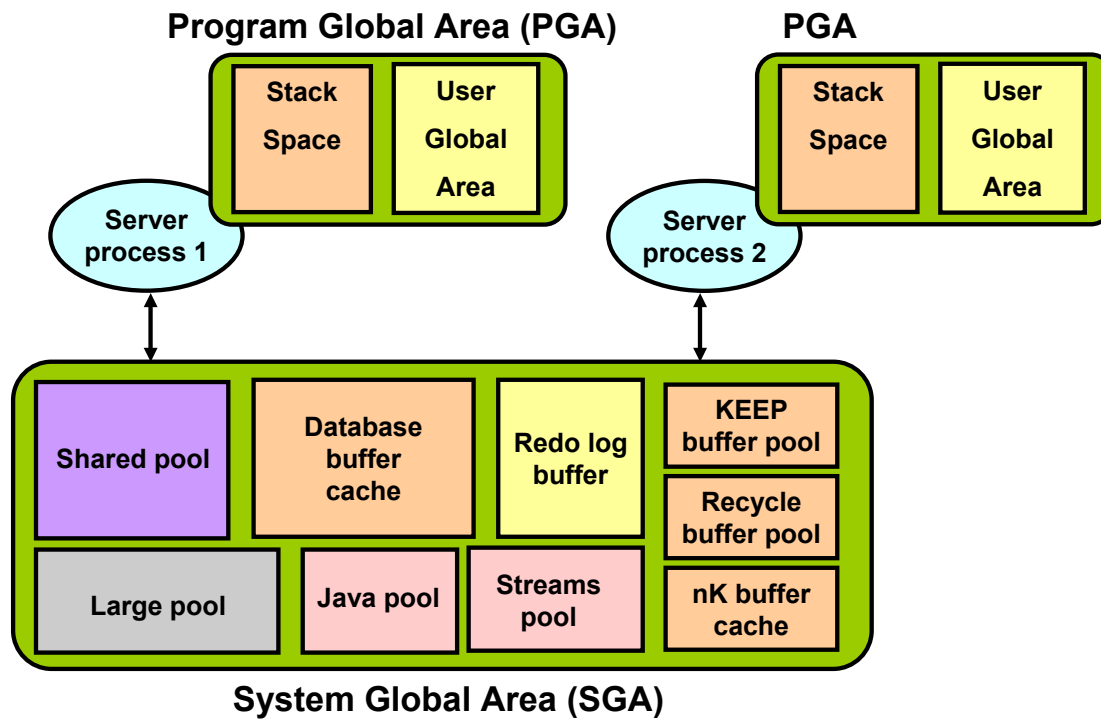 Program Global Area (PGA)
PGA
Stack
Space
User
Global
Area
Stack
Space
User
Global
Area
Server
process 1
Server
process 2
Shared pool
Database
buffer
cache
Redo log
buffer
KEEP
buffer pool
Recycle
buffer pool
nK buffer
cache
Large pool
Java pool
Streams
pool
System Global Area (SGA)